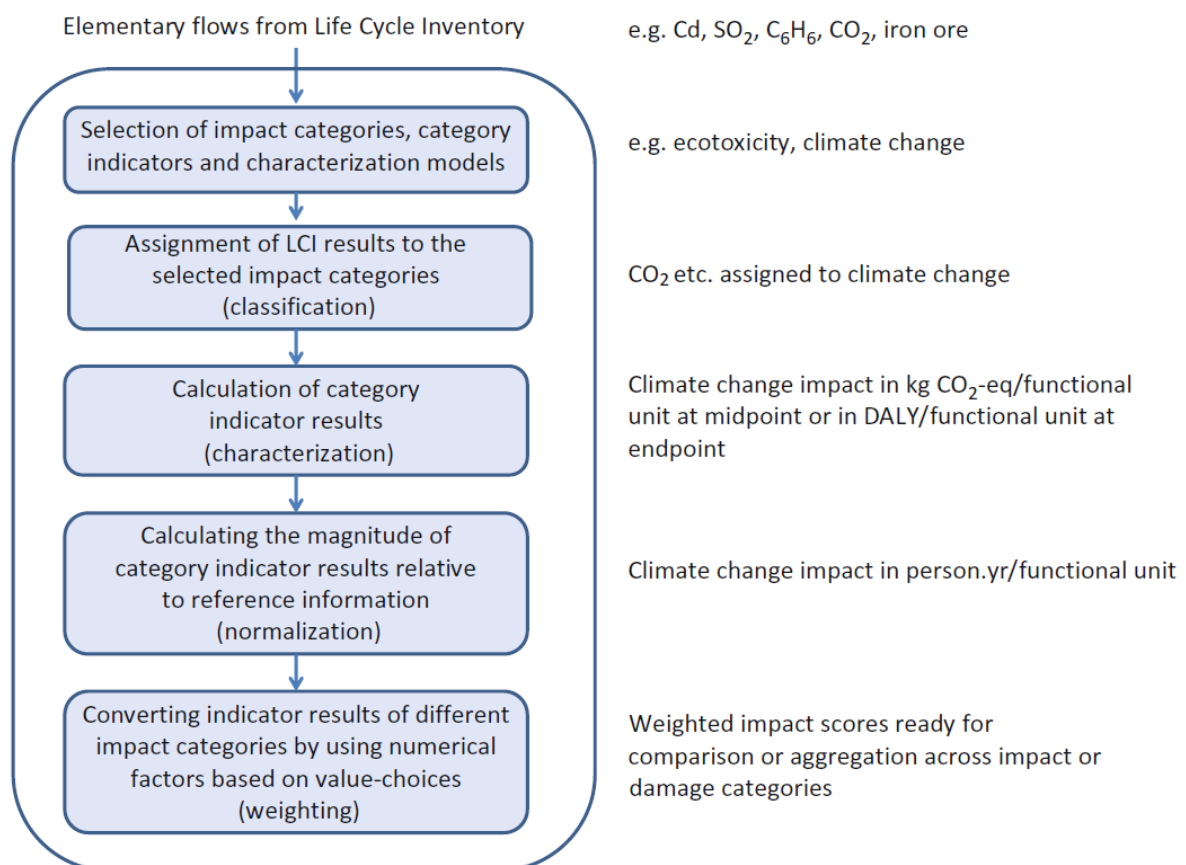 Elementary flows from Life Cycle Inventory
e.g. Cd, SO₂, C₆H₆, CO₂, iron ore
Selection of impact categories, category
indicators and characterization models
e.g. ecotoxicity, climate change
Assignment of LCI results to the
selected impact categories
(classification)
CO₂ etc. assigned to climate change
Calculation of category
indicator results
(characterization)
Climate change impact in kg CO₂-eq/functional
unit at midpoint or in DALY/functional unit at
endpoint
Calculating the magnitude of
category indicator results relative
to reference information
(normalization)
Climate change impact in person.yr/functional unit
Converting indicator results of different
impact categories by using numerical
factors based on value-choices
(weighting)
Weighted impact scores ready for
comparison or aggregation across impact or
damage categories